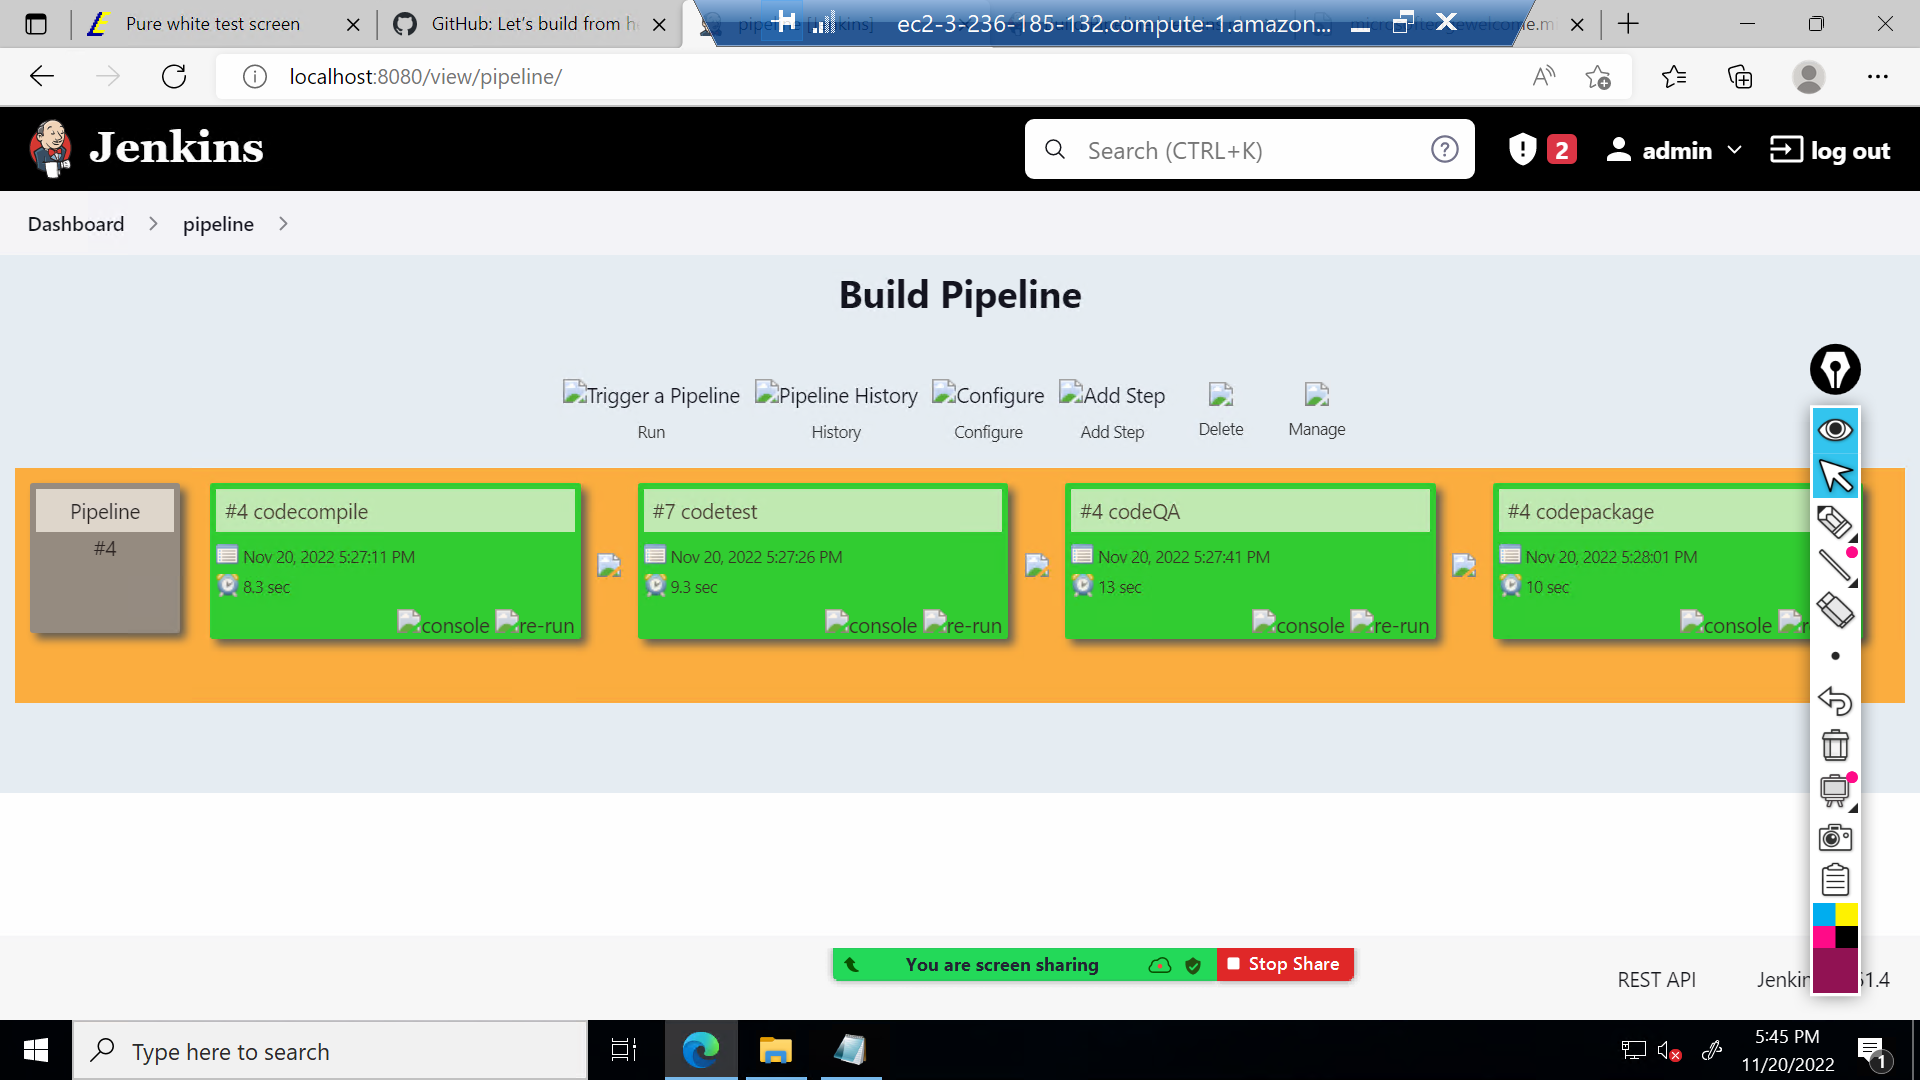 Pure white test screen
GitHub: Let's build from he
pipeline [Jenkins]
ec2-3-236-185-132.compute-1.amazon...
localhost:8080/view/pipeline/
Jenkins
Search (CTRL+K)
2
admin
log out
Dashboard
pipeline
Build Pipeline
Trigger a Pipeline
Pipeline History
Configure
Add Step
Run
History
Configure
Add Step
Delete
Manage
Pipeline
#4
#4 codecompile
Nov 20, 2022 5:27:11 PM
8.3 sec
console re-run
#7 codetest
Nov 20, 2022 5:27:26 PM
9.3 sec
console re-run
#4 codeQA
Nov 20, 2022 5:27:41 PM
13 sec
console re-run
#4 codepackage
Nov 20, 2022 5:28:01 PM
10 sec
console
You are screen sharing
Stop Share
REST API
Type here to search
5:45 PM
11/20/2022
1